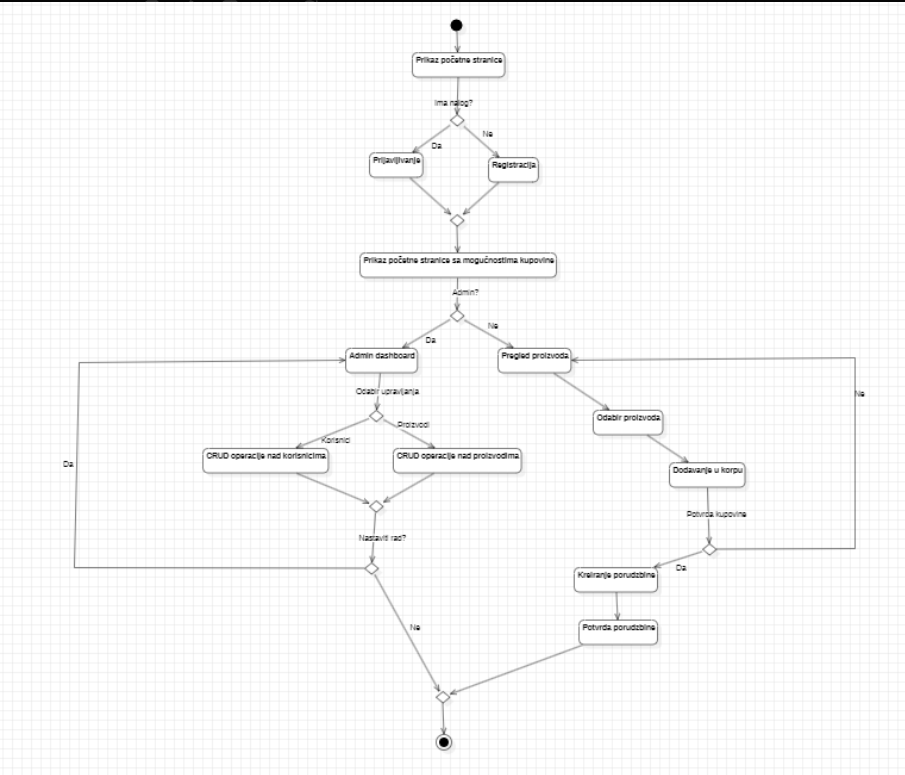 Prikaz početne stranice
Ima nalog?
Da
Ne
Prijavljivanje
Registracija
Prikaz početne stranice sa mogućnostima kupovine
Admin?
Da
Ne
Admin dashboard
Pregled proizvoda
Odabir upravljanja
Ne
Korisnici
Proizvodi
Odabir proizvoda
CRUD operacije nad korisnicima
CRUD operacije nad proizvodima
Da
Dodavanje u korpu
Potvrda kupovine
Nastaviti rad?
Da
Kreiranje porudzbine
Ne
Potvrda porudzbine